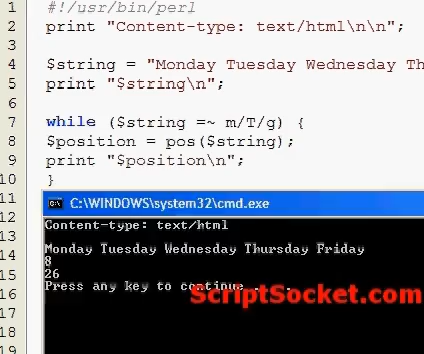 1 #!/usr/bin/perl
2 print "Content-type: text/html\n\n";
3
4 $string = "Monday Tuesday Wednesday Th
5 print "$string\n";
6
7 while ($string =~ m/T/g) {
8 $position = pos($string);
9 print "$position\n";
10 }
11
12
13
14
15
16
17
18
19
C:\ C:\WINDOWS\system32\cmd.exe
Content-type: text/html
Monday Tuesday Wednesday Thursday Friday
8
26
Press any key to continue . . .
ScriptSocket.com